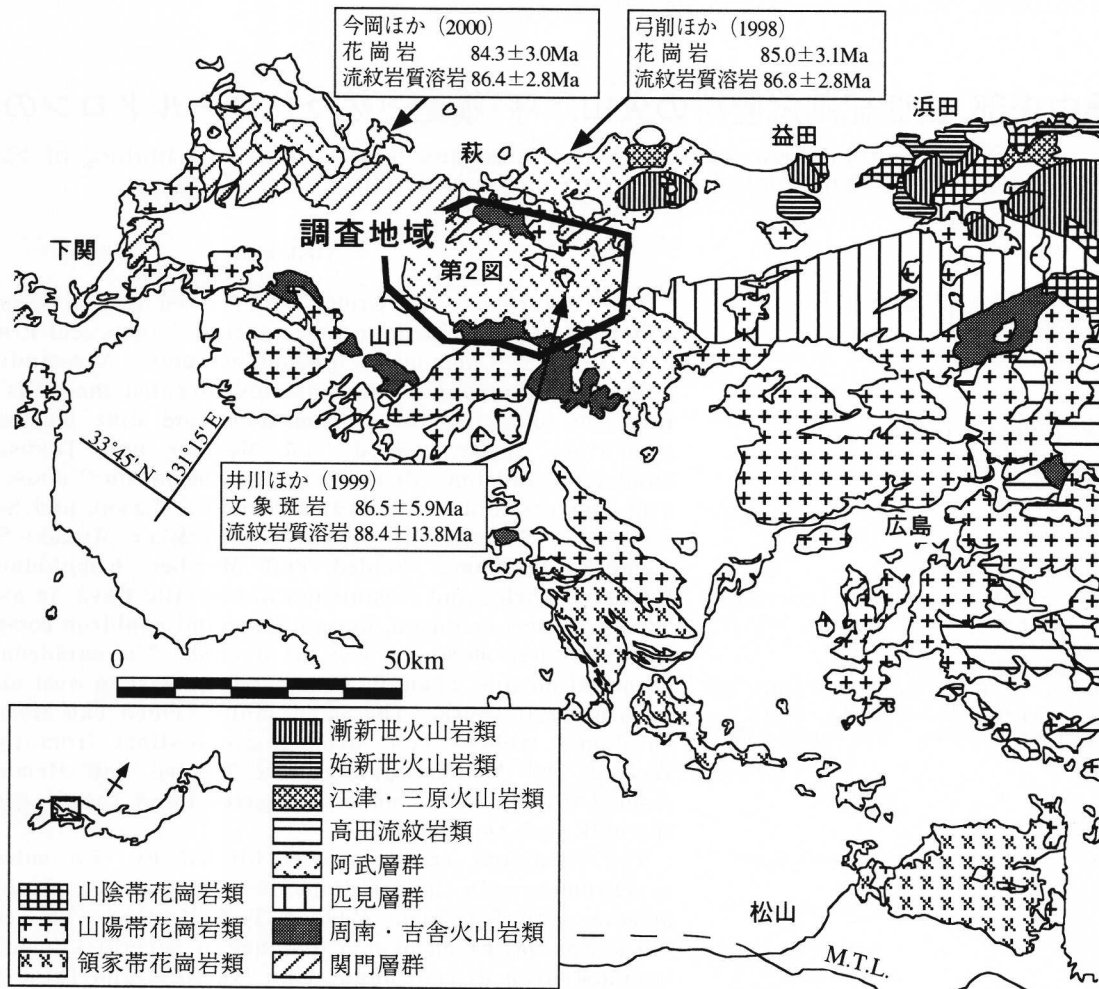 今岡ほか（2000）
花 崗 岩 84.3±3.0Ma
流紋岩質溶岩 86.4±2.8Ma
弓削ほか（1998）
花 崗 岩 85.0±3.1Ma
流紋岩質溶岩 86.8±2.8Ma
浜田
益田
萩
調査地域
第2図
下関
山口
33°45′N
131°15′E
井川ほか（1999）
文 象 斑 岩 86.5±5.9Ma
流紋岩質溶岩 88.4±13.8Ma
広島
0 50km
漸新世火山岩類
始新世火山岩類
江津・三原火山岩類
高田流紋岩類
阿武層群
山陰帯花崗岩類
匹見層群
山陽帯花崗岩類
周南・吉舎火山岩類
領家帯花崗岩類
関門層群
松山
M.T.L.